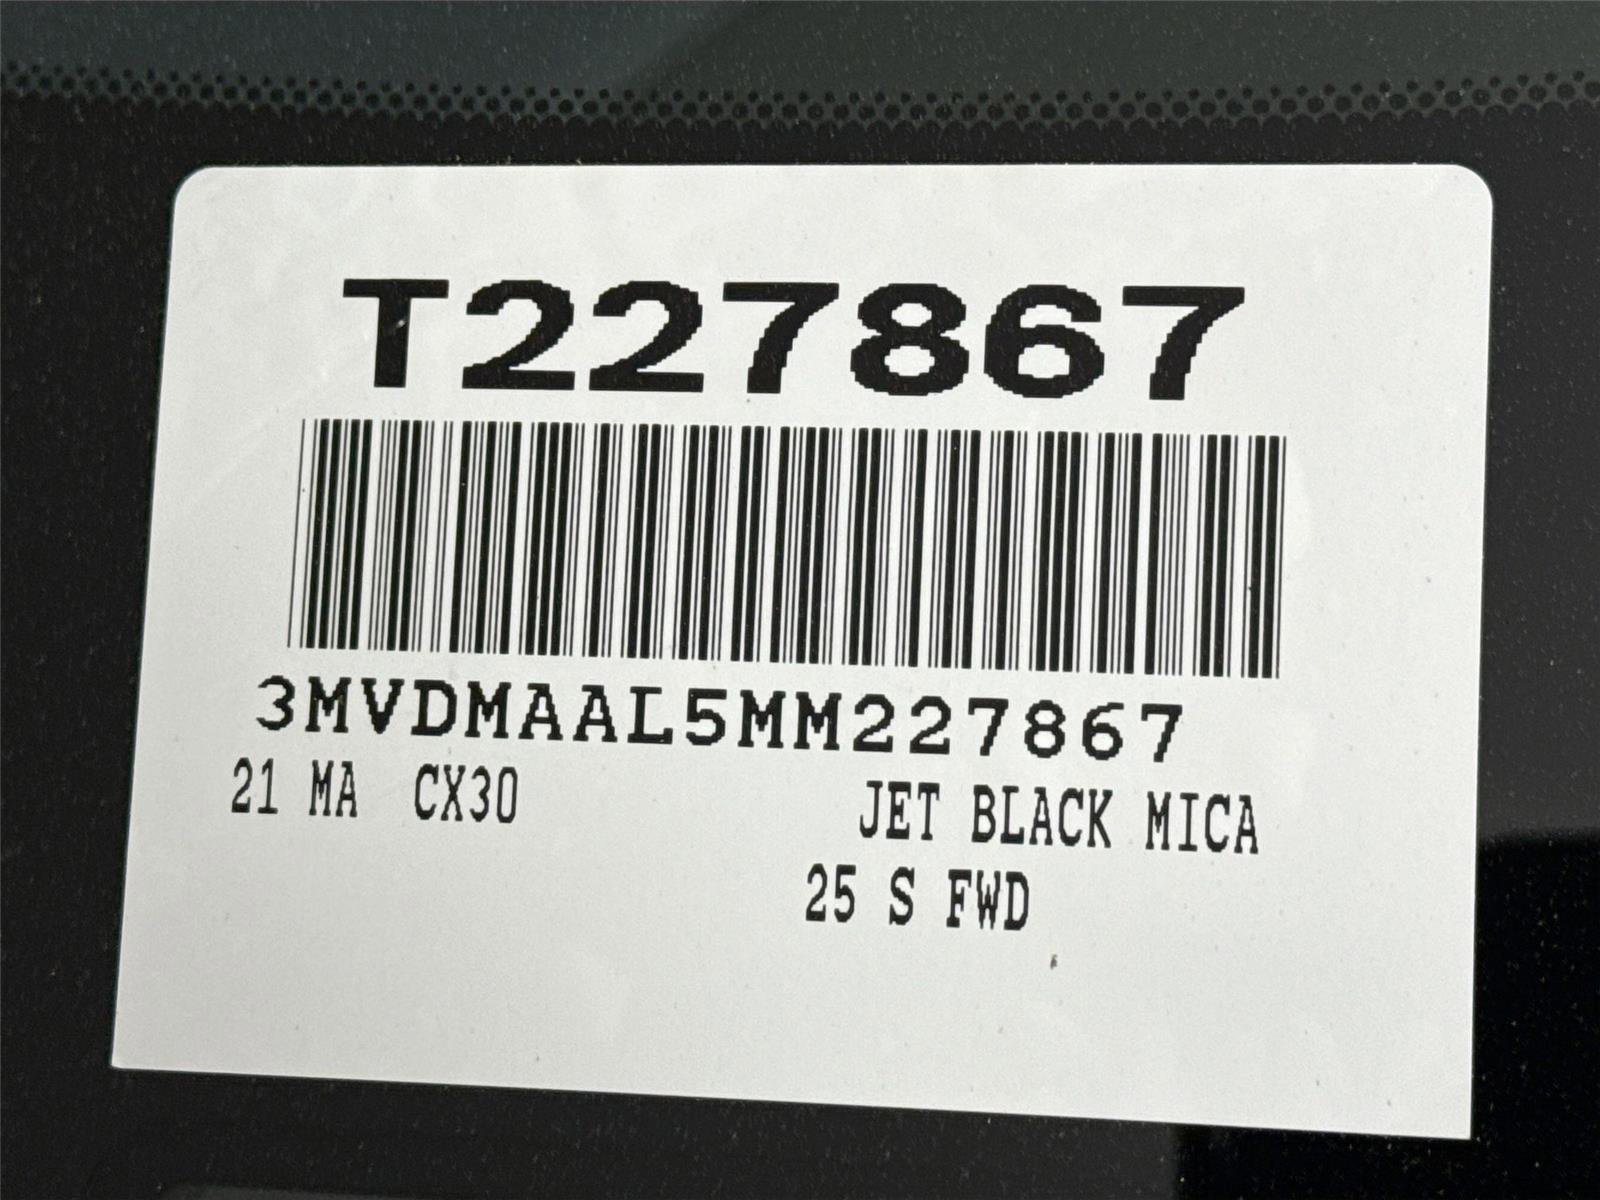 T227867
3MVDMAAL5MM227867
21 MA CX30 JET BLACK MICA
25 S FWD